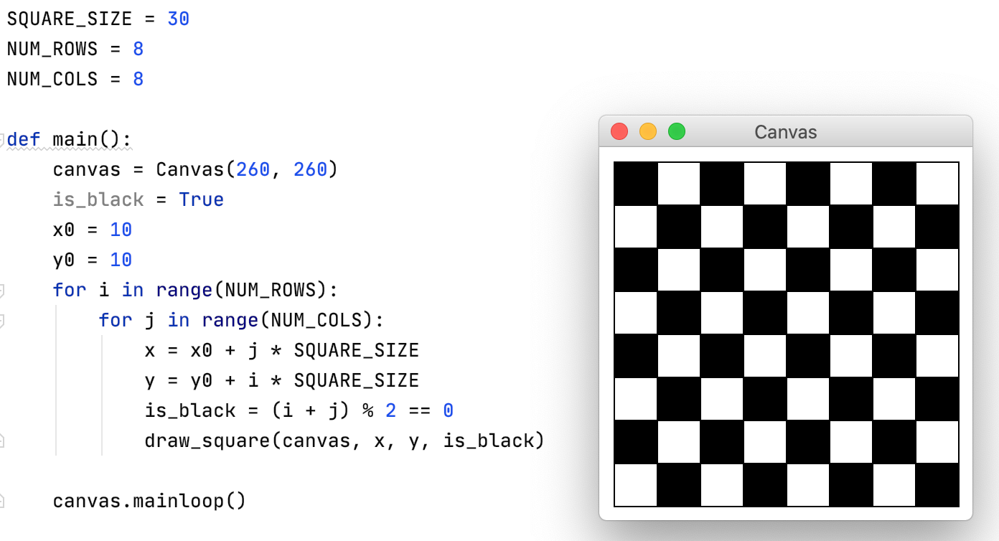 SQUARE_SIZE = 30
NUM_ROWS = 8
NUM_COLS = 8
def main():
    canvas = Canvas(260, 260)
    is_black = True
    x0 = 10
    y0 = 10
    for i in range(NUM_ROWS):
        for j in range(NUM_COLS):
            x = x0 + j * SQUARE_SIZE
            y = y0 + i * SQUARE_SIZE
            is_black = (i + j) % 2 == 0
            draw_square(canvas, x, y, is_black)
    canvas.mainloop()
Canvas